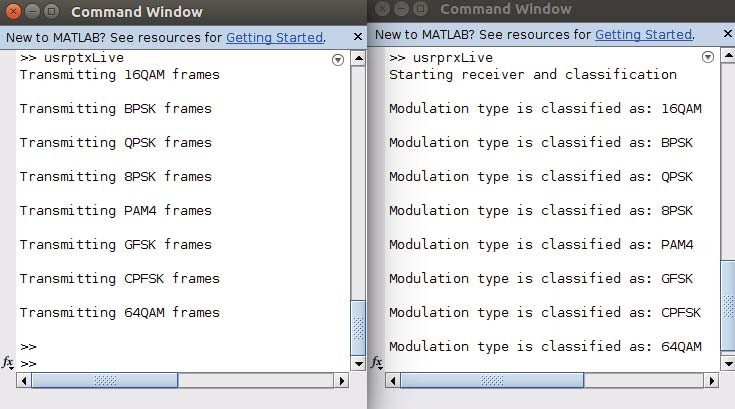 Command Window
New to MATLAB? See resources for Getting Started.
>> usrptxLive
Transmitting 16QAM frames
Transmitting BPSK frames
Transmitting QPSK frames
Transmitting 8PSK frames
Transmitting PAM4 frames
Transmitting GFSK frames
Transmitting CPFSK frames
Transmitting 64QAM frames
>>
fx >>
Command Window
New to MATLAB? See resources for Getting Started.
>> usrprxLive
Starting receiver and classification
Modulation type is classified as: 16QAM
Modulation type is classified as: BPSK
Modulation type is classified as: QPSK
Modulation type is classified as: 8PSK
Modulation type is classified as: PAM4
Modulation type is classified as: GFSK
Modulation type is classified as: CPFSK
Modulation type is classified as: 64QAM
fx